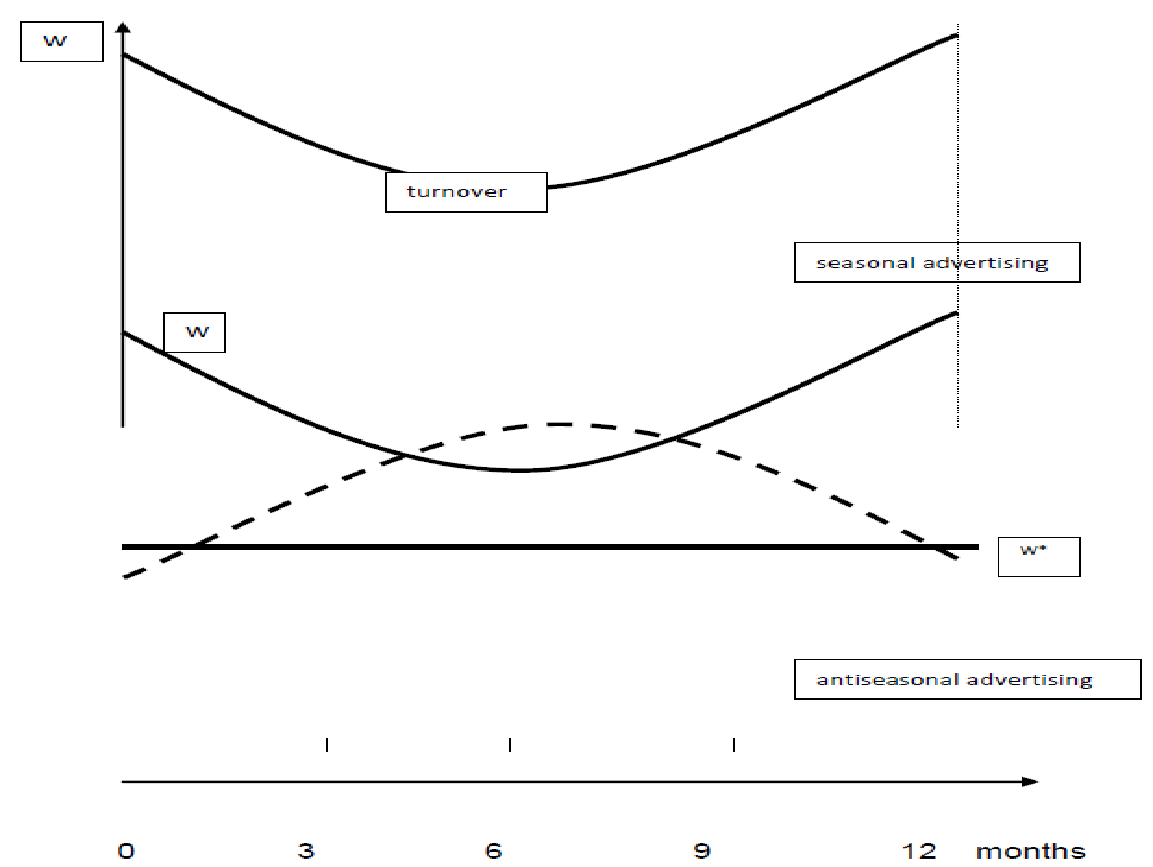 w
turnover
seasonal advertising
w
w*
antiseasonal advertising
0 3 6 9 12 months